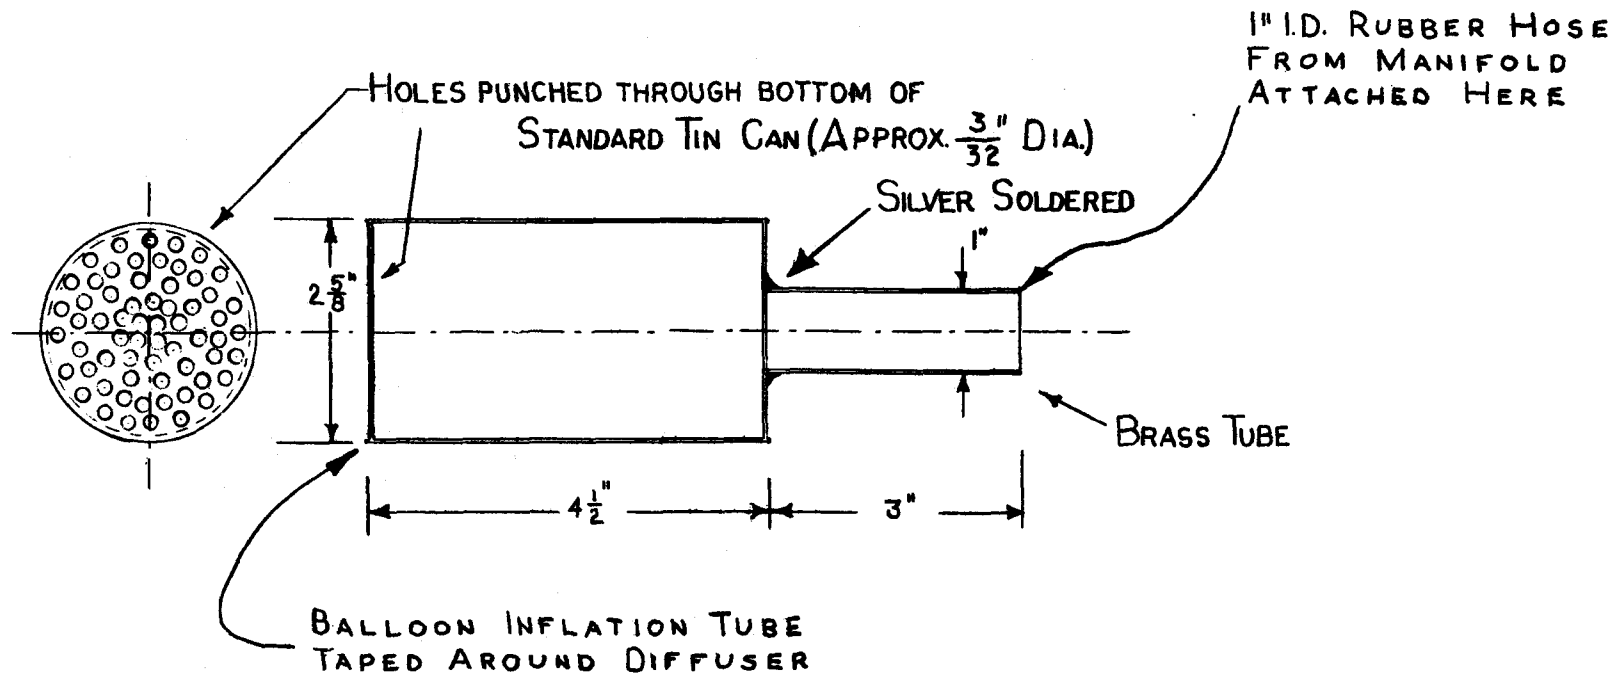 1" I.D. RUBBER HOSE
FROM MANIFOLD
ATTACHED HERE
HOLES PUNCHED THROUGH BOTTOM OF
STANDARD TIN CAN (APPROX. 3/32" DIA.)
SILVER SOLDERED
1"
2 5/8"
BRASS TUBE
4 1/2"
3"
BALLOON INFLATION TUBE
TAPED AROUND DIFFUSER